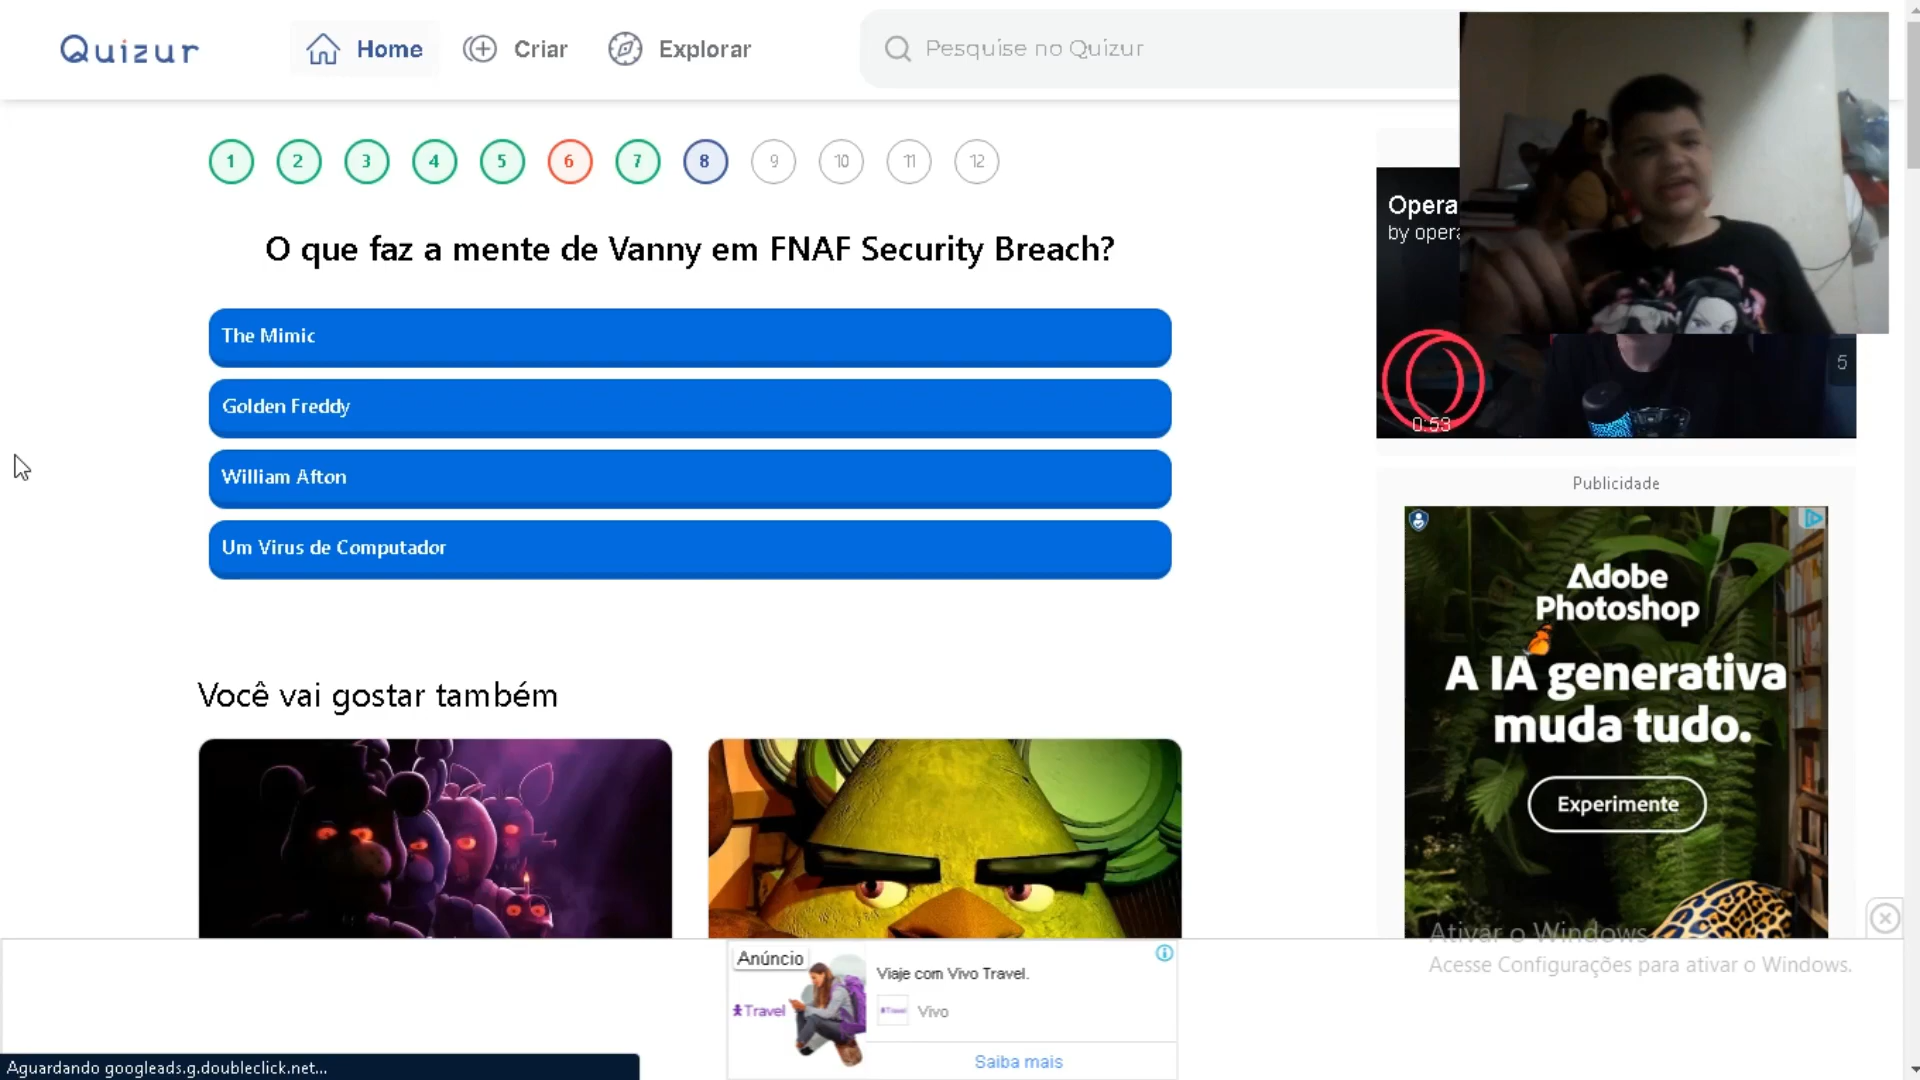 Quizur
Home
Criar
Explorar
Pesquise no Quizur
1 2 3 4 5 6 7 8 9 10 11 12
O que faz a mente de Vanny em FNAF Security Breach?
The Mimic
Golden Freddy
William Afton
Um Virus de Computador
Opera
by opera
0:53
5
Publicidade
Adobe
Photoshop
A IA generativa
muda tudo.
Experimente
Você vai gostar também
Ativar o Windows
Acesse Configurações para ativar o Windows.
Anúncio
Travel
Viaje com Vivo Travel.
Vivo
Saiba mais
Aguardando googleads.g.doubleclick.net...